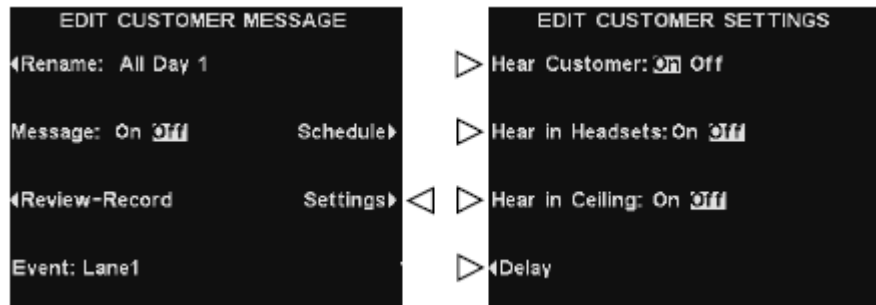 EDIT CUSTOMER MESSAGE
Rename: All Day 1
Message: On Off Schedule
Review-Record Settings
Event: Lane1
EDIT CUSTOMER SETTINGS
Hear Customer: On Off
Hear in Headsets: On Off
Hear in Ceiling: On Off
Delay